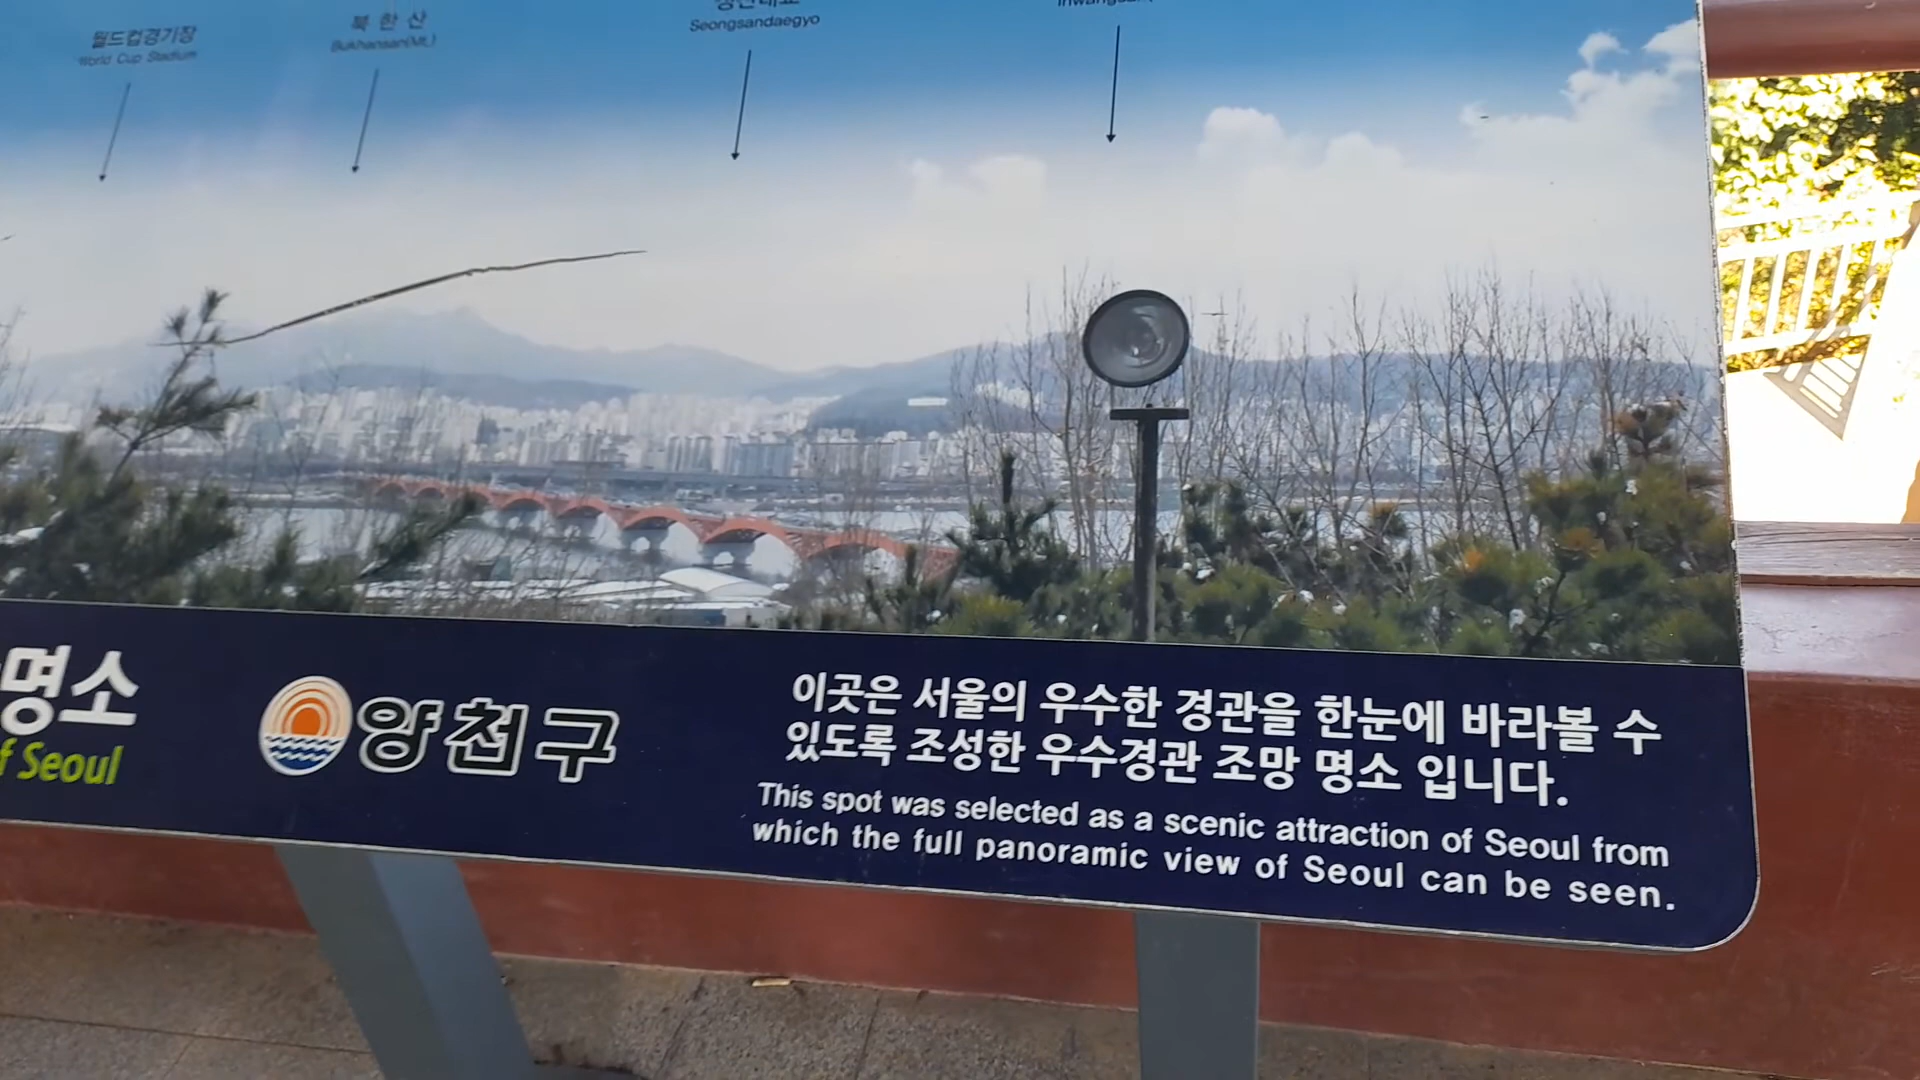 월드컵경기장
World Cup Stadium
북한산
Bukhansan(Mt.)
Seongsandaegyo
명소
f Seoul
양천구
이곳은 서울의 우수한 경관을 한눈에 바라볼 수
있도록 조성한 우수경관 조망 명소 입니다.
This spot was selected as a scenic attraction of Seoul from
which the full panoramic view of Seoul can be seen.